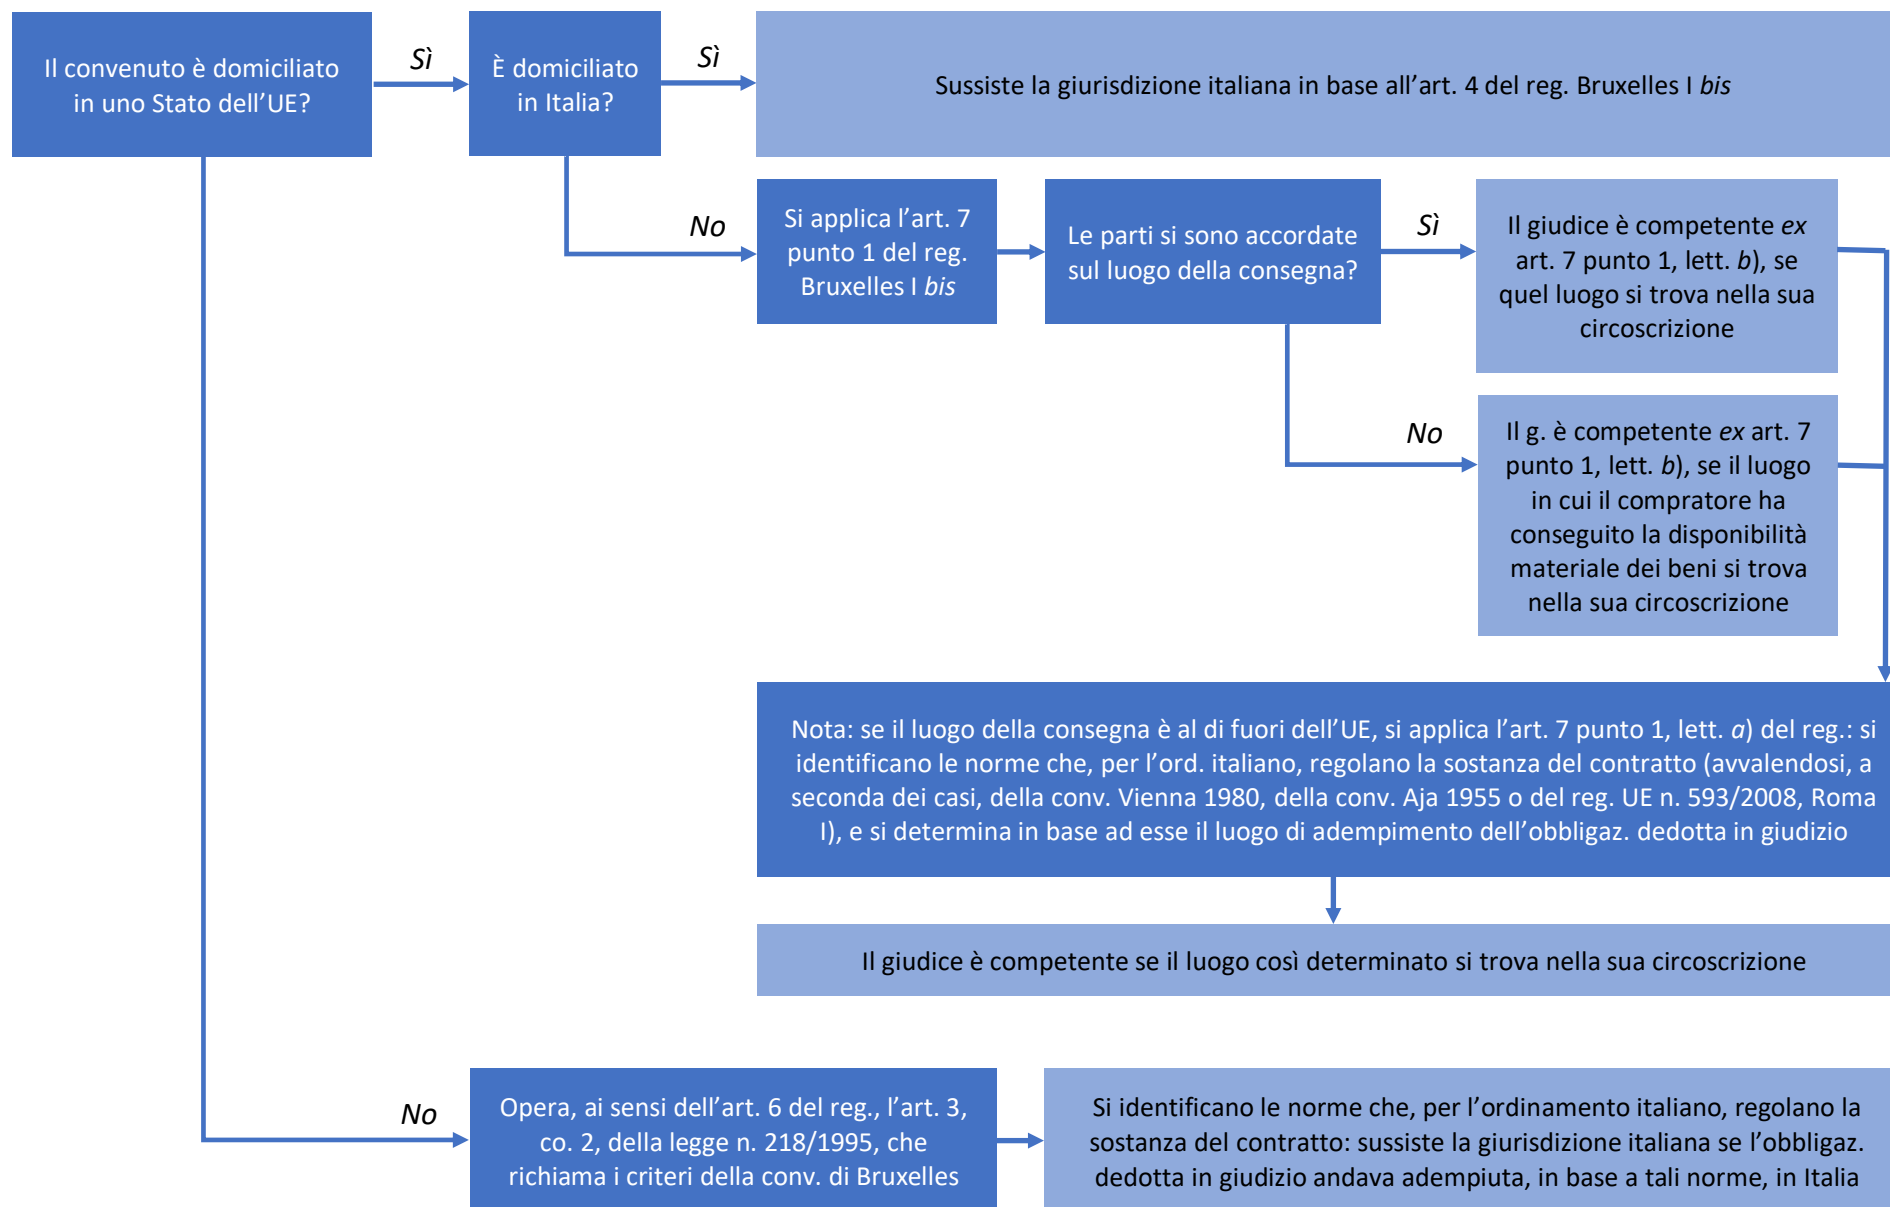 Il convenuto è domiciliato
in uno Stato dell’UE?
Sì
È domiciliato
in Italia?
Sì
Sussiste la giurisdizione italiana in base all’art. 4 del reg. Bruxelles I bis
No
Si applica l’art. 7
punto 1 del reg.
Bruxelles I bis
Le parti si sono accordate
sul luogo della consegna?
Sì
Il giudice è competente ex
art. 7 punto 1, lett. b), se
quel luogo si trova nella sua
circoscrizione
No
Il g. è competente ex art. 7
punto 1, lett. b), se il luogo
in cui il compratore ha
conseguito la disponibilità
materiale dei beni si trova
nella sua circoscrizione
Nota: se il luogo della consegna è al di fuori dell’UE, si applica l’art. 7 punto 1, lett. a) del reg.: si
identificano le norme che, per l’ord. italiano, regolano la sostanza del contratto (avvalendosi, a
seconda dei casi, della conv. Vienna 1980, della conv. Aja 1955 o del reg. UE n. 593/2008, Roma
I), e si determina in base ad esse il luogo di adempimento dell’obbligaz. dedotta in giudizio
Il giudice è competente se il luogo così determinato si trova nella sua circoscrizione
No
Opera, ai sensi dell’art. 6 del reg., l’art. 3,
co. 2, della legge n. 218/1995, che
richiama i criteri della conv. di Bruxelles
Si identificano le norme che, per l’ordinamento italiano, regolano la
sostanza del contratto: sussiste la giurisdizione italiana se l’obbligaz.
dedotta in giudizio andava adempiuta, in base a tali norme, in Italia